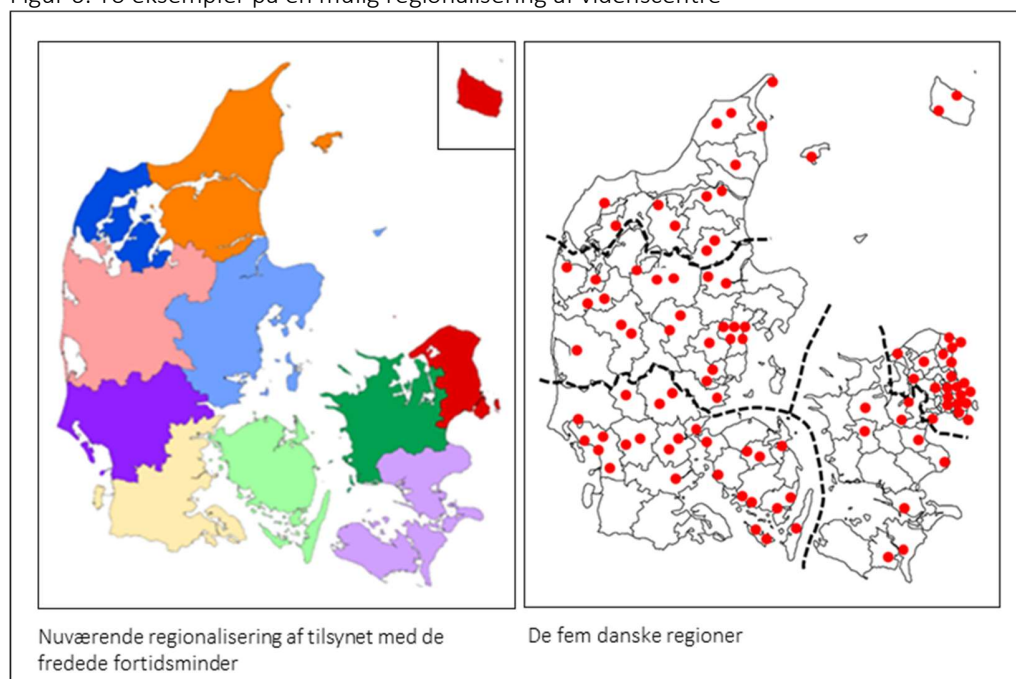 Figur 6: To eksempler på en mulig regionalisering af videnscentre
Nuværende regionalisering af tilsynet med de
fredede fortidsminder
De fem danske regioner